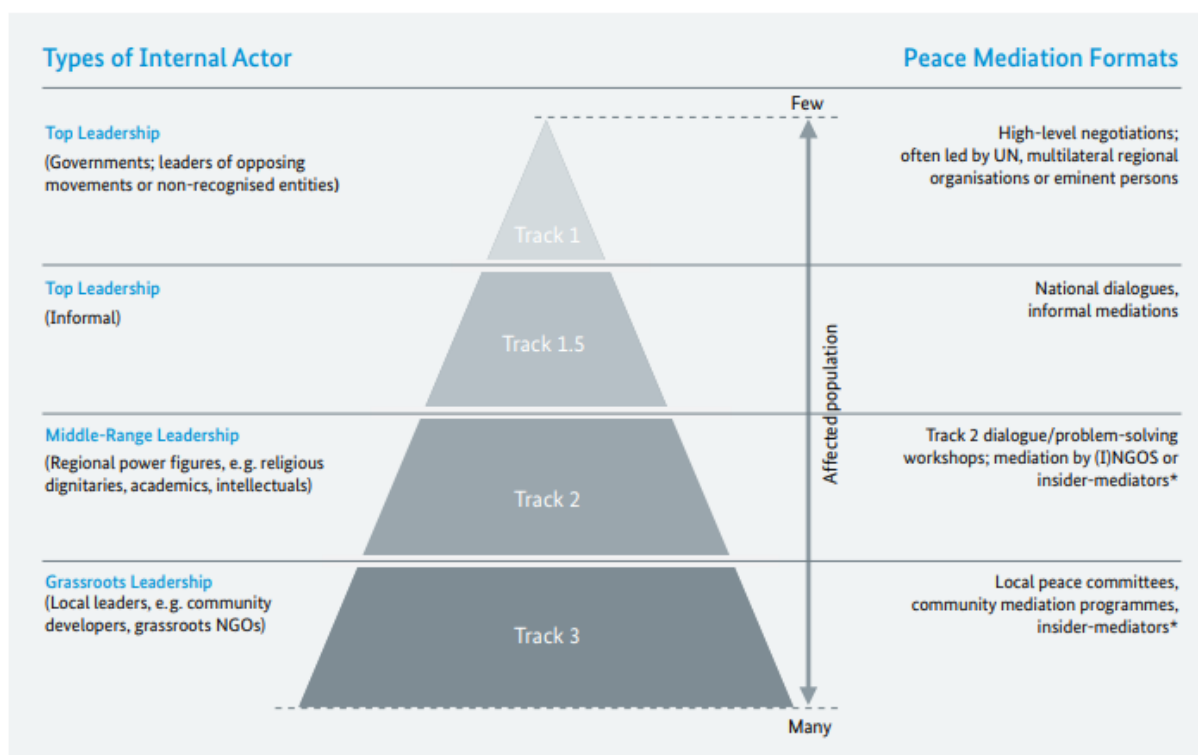 Types of Internal Actor
Peace Mediation Formats
Few
Top Leadership
(Governments; leaders of opposing
movements or non-recognised entities)
Track 1
High-level negotiations;
often led by UN, multilateral regional
organisations or eminent persons
Top Leadership
(Informal)
Track 1.5
National dialogues,
informal mediations
Affected population
Middle-Range Leadership
(Regional power figures, e. g. religious
dignitaries, academics, intellectuals)
Track 2
Track 2 dialogue/problem-solving
workshops; mediation by (I)NGOS or
insider-mediators*
Grassroots Leadership
(Local leaders, e. g. community
developers, grassroots NGOs)
Track 3
Local peace committees,
community mediation programmes,
insider-mediators*
Many